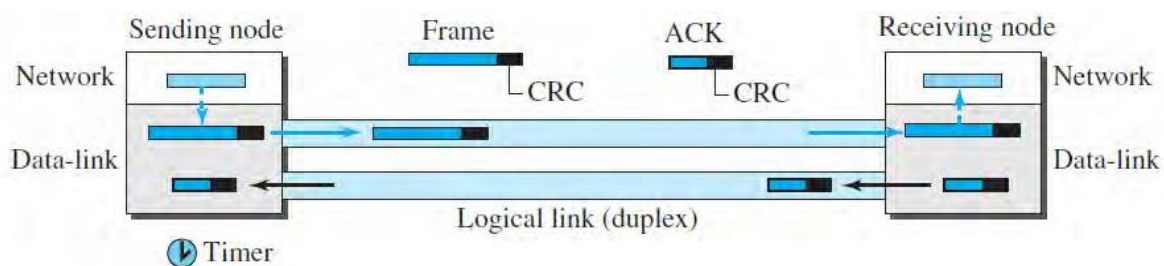 Sending node
Frame
ACK
Receiving node
Network
CRC
CRC
Network
Data-link
Data-link
Logical link (duplex)
Timer